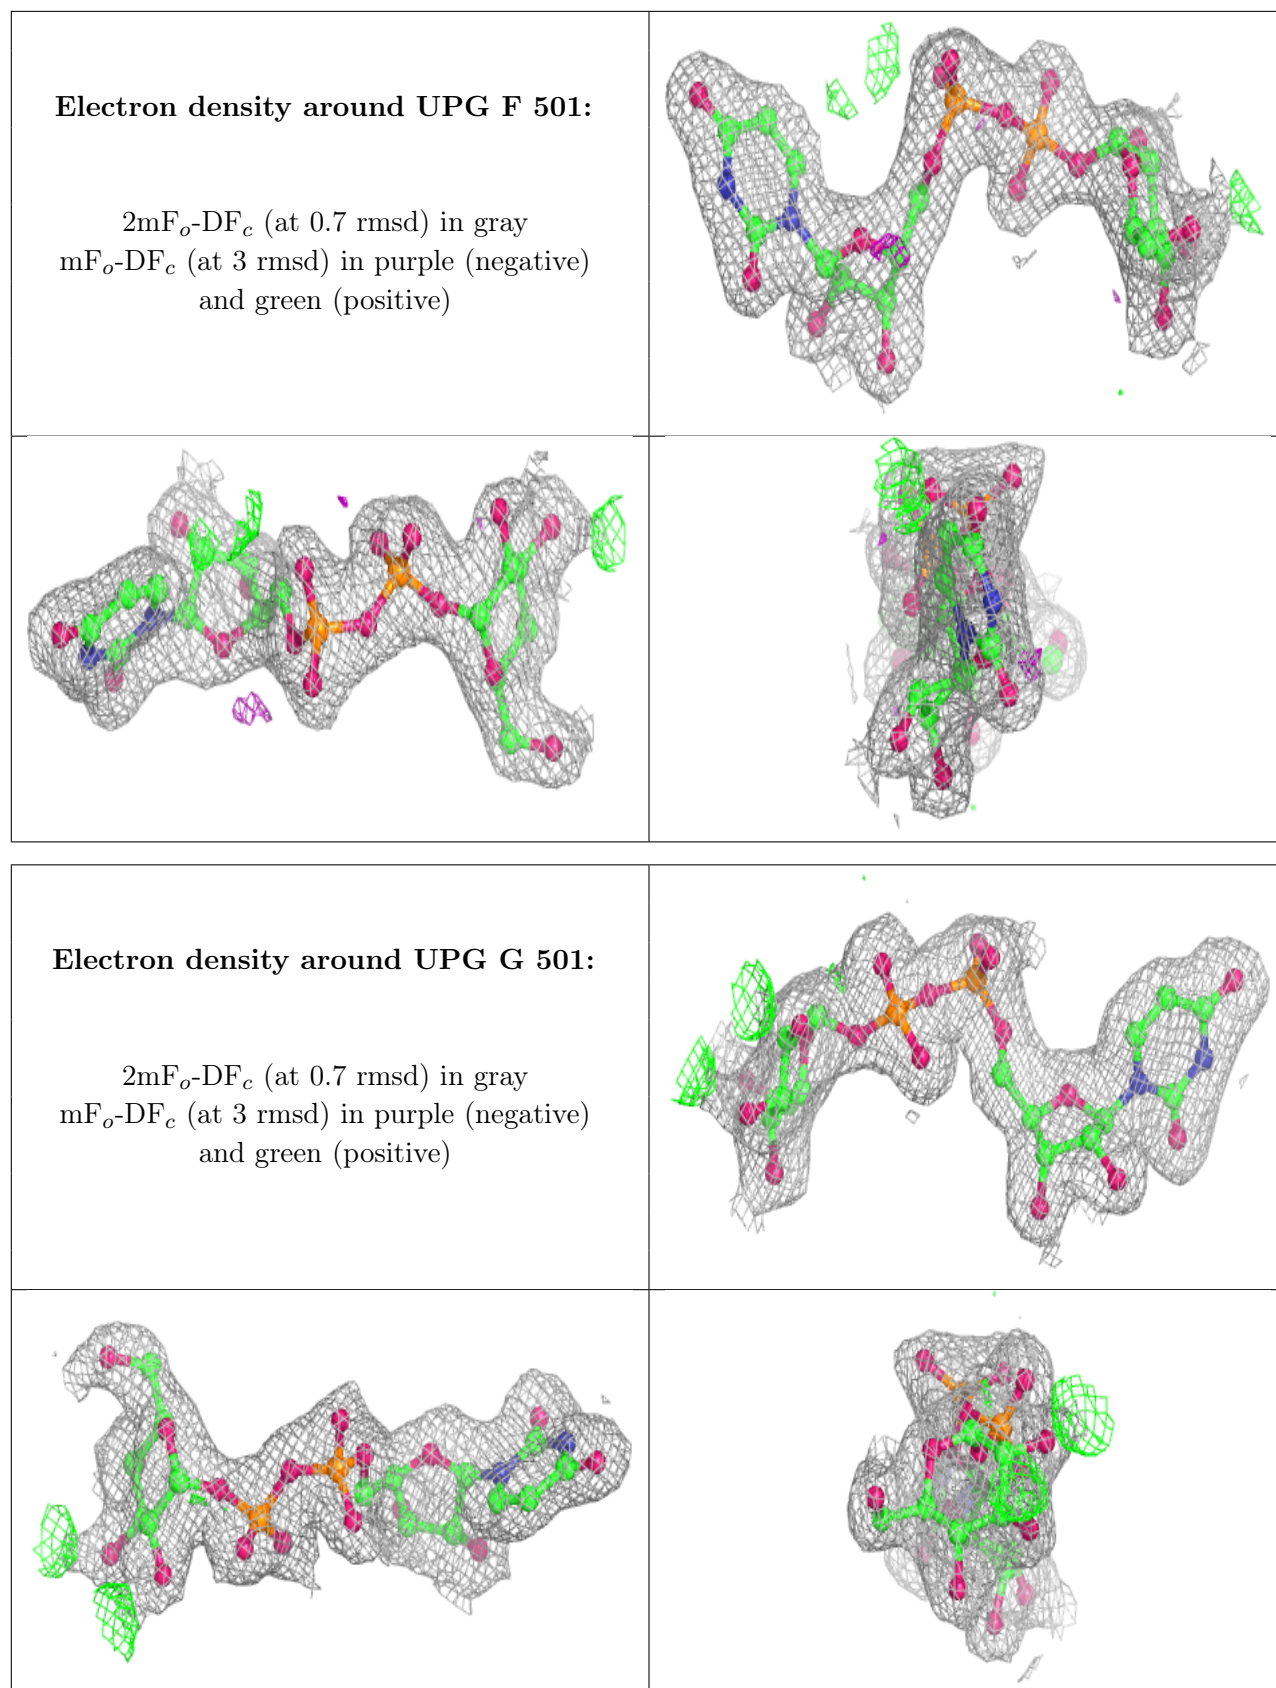 Electron density around UPG F 501:
2mFo-DFc (at 0.7 rmsd) in gray
mFo-DFc (at 3 rmsd) in purple (negative)
and green (positive)
Electron density around UPG G 501:
2mFo-DFc (at 0.7 rmsd) in gray
mFo-DFc (at 3 rmsd) in purple (negative)
and green (positive)